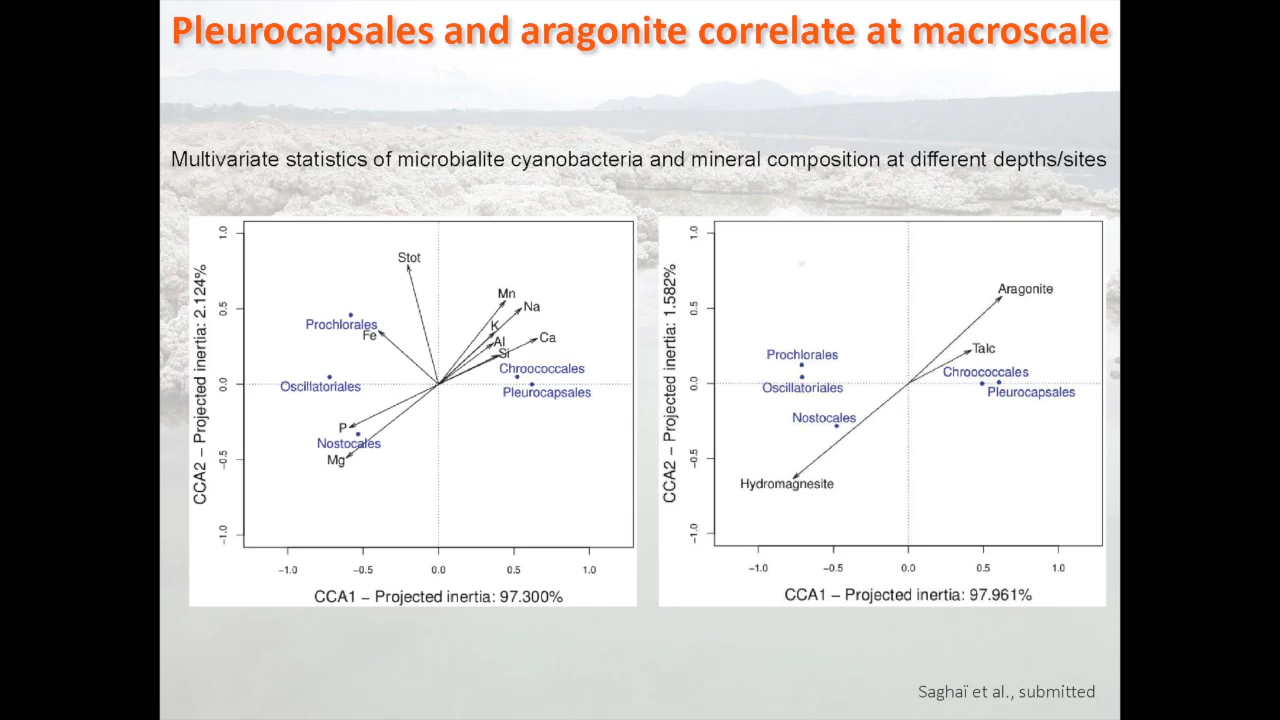 Pleurocapsales and aragonite correlate at macroscale
Multivariate statistics of microbialite cyanobacteria and mineral composition at different depths/sites
CCA2 – Projected inertia: 2.124%
1.0
0.5
0.0
−0.5
−1.0
Stot
Mn
Na
Prochlorales
K
Fe
Ca
Al
Si
Chroococcales
Oscillatoriales
Pleurocapsales
P
Nostocales
Mg
−1.0 −0.5 0.0 0.5 1.0
CCA1 – Projected inertia: 97.300%
CCA2 – Projected inertia: 1.582%
1.0
0.5
0.0
−0.5
−1.0
Aragonite
Talc
Prochlorales
Chroococcales
Oscillatoriales
Pleurocapsales
Nostocales
Hydromagnesite
−1.0 −0.5 0.0 0.5 1.0
CCA1 – Projected inertia: 97.961%
Saghaï et al., submitted